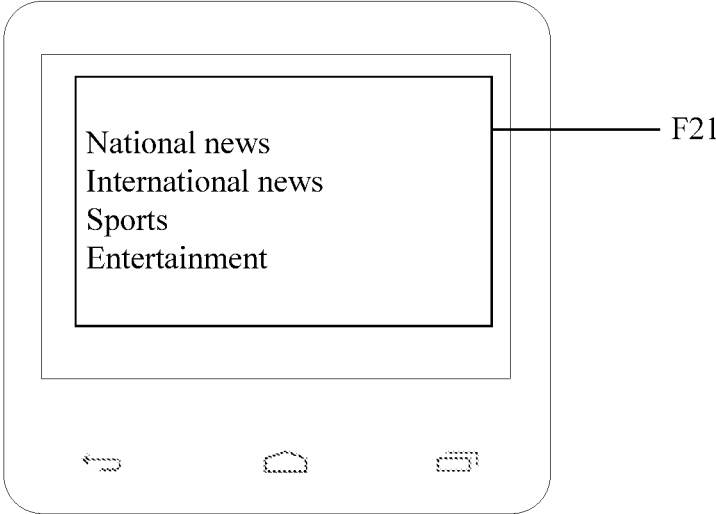 National news
International news
Sports
Entertainment
F21